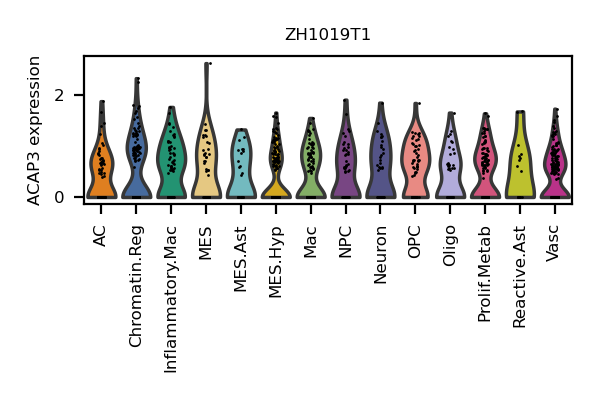 ZH1019T1
ACAP3 expression
2
0
AC
Chromatin.Reg
Inflammatory.Mac
MES
MES.Ast
MES.Hyp
Mac
NPC
Neuron
OPC
Oligo
Prolif.Metab
Reactive.Ast
Vasc